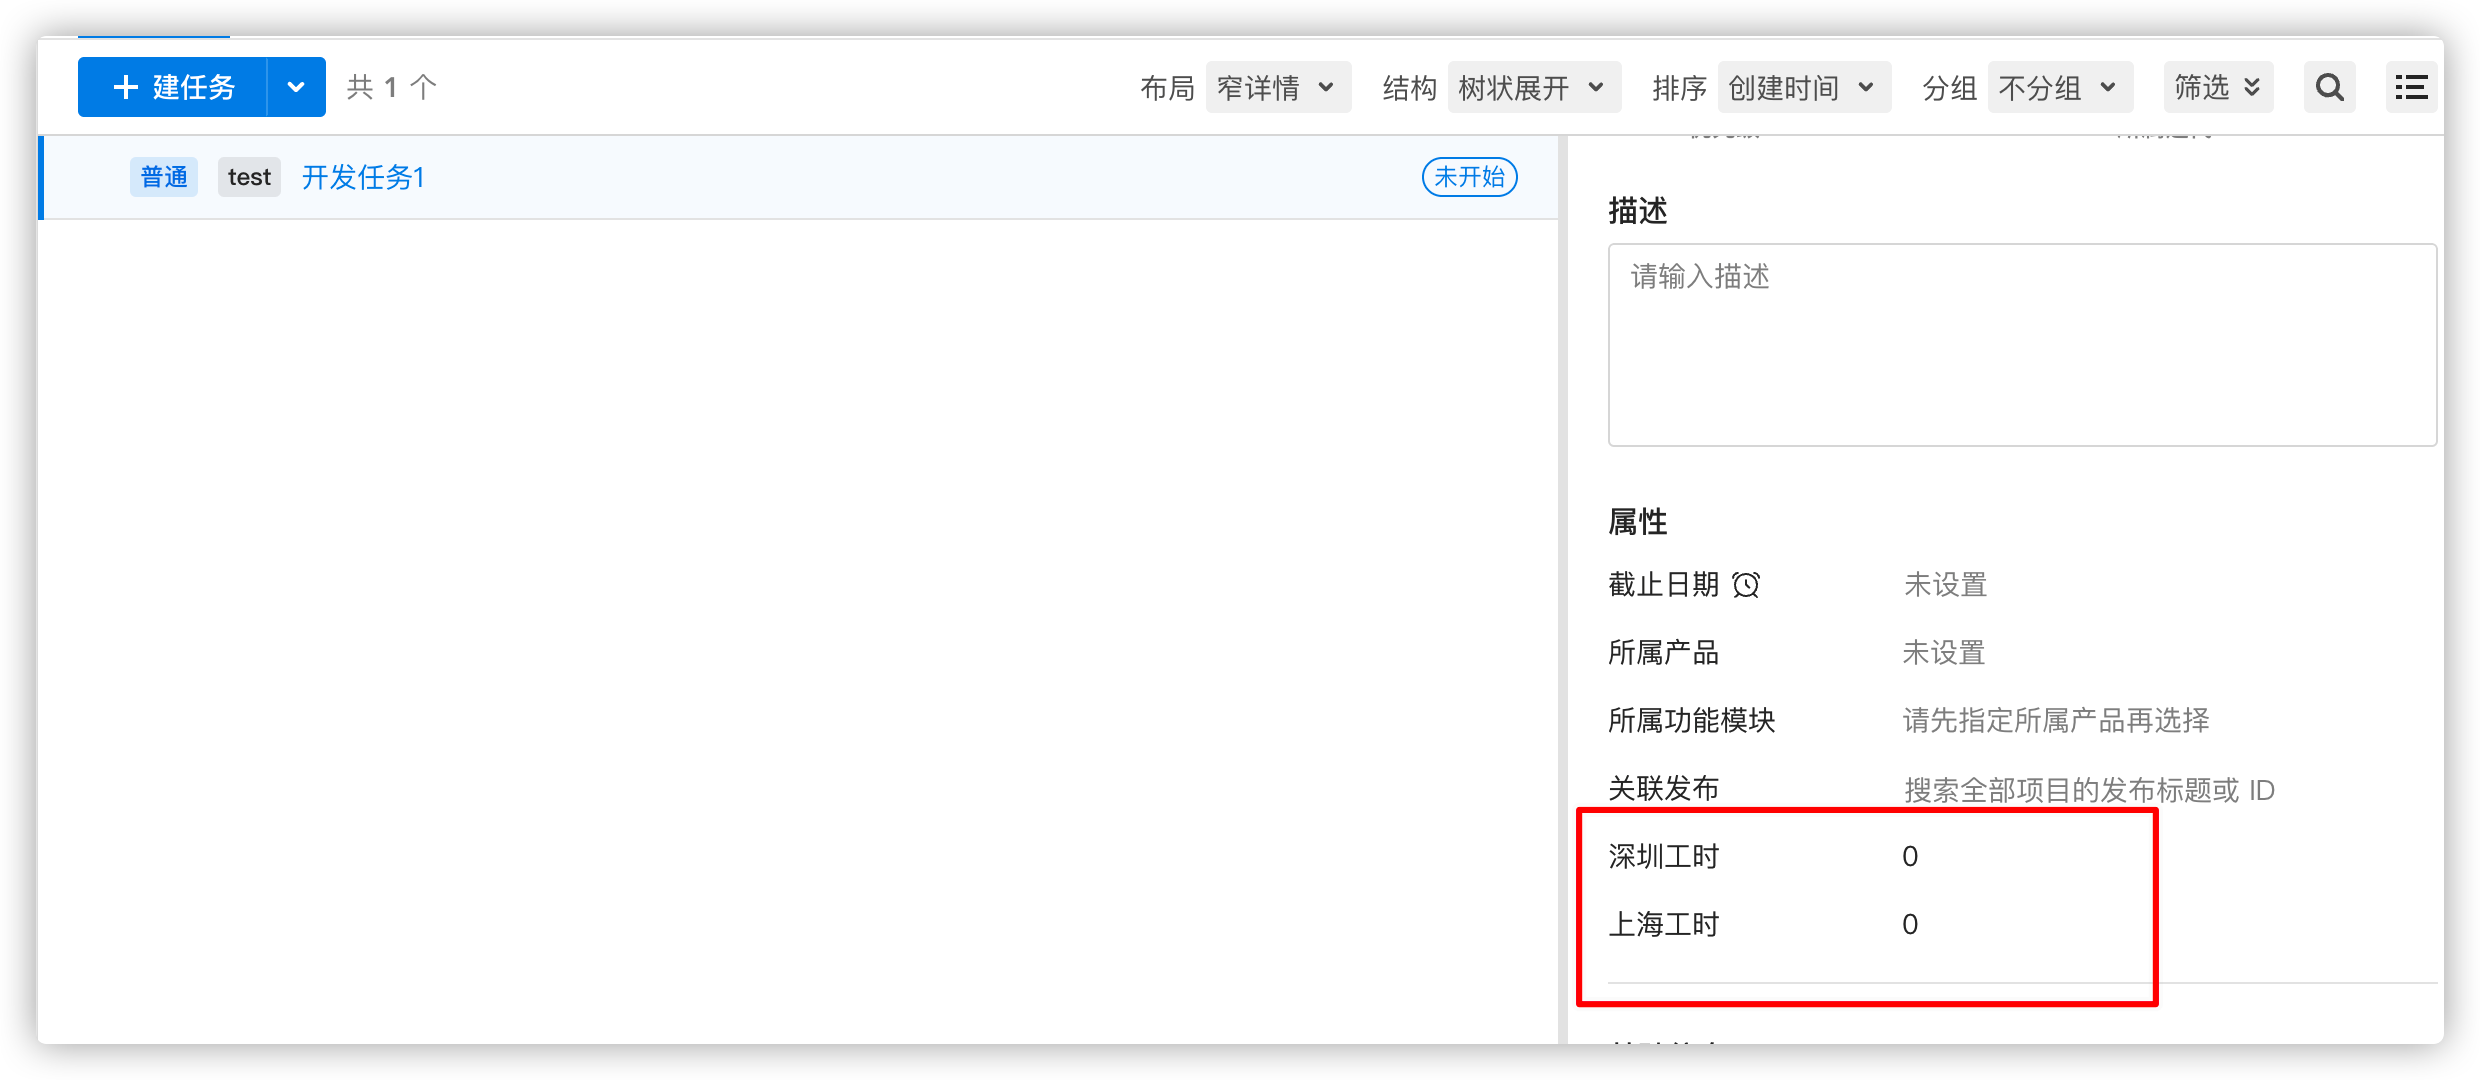 建任务 共 1 个 布局 窄详情 结构 树状展开 排序 创建时间 分组 不分组 筛选
普通 test 开发任务1 未开始
描述
请输入描述
属性
截止日期 未设置
所属产品 未设置
所属功能模块 请先指定所属产品再选择
关联发布 搜索全部项目的发布标题或 ID
深圳工时 0
上海工时 0